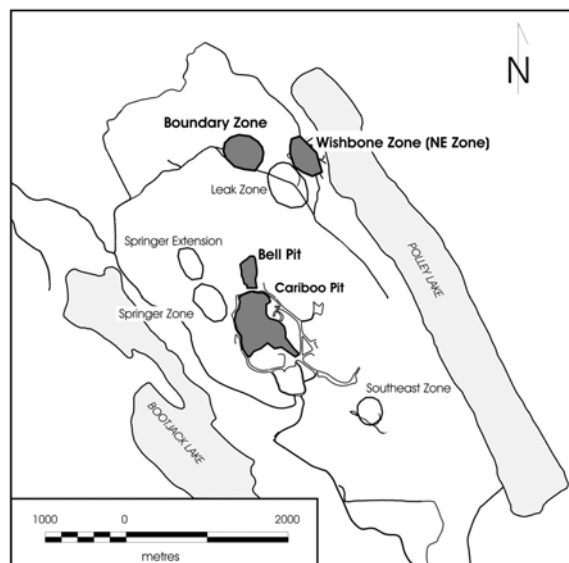 N
Boundary Zone
Wishbone Zone (NE Zone)
Leak Zone
Springer Extension
Bell Pit
POLLEY LAKE
Cariboo Pit
Springer Zone
Southeast Zone
BOOTJACK LAKE
1000 0 2000
metres